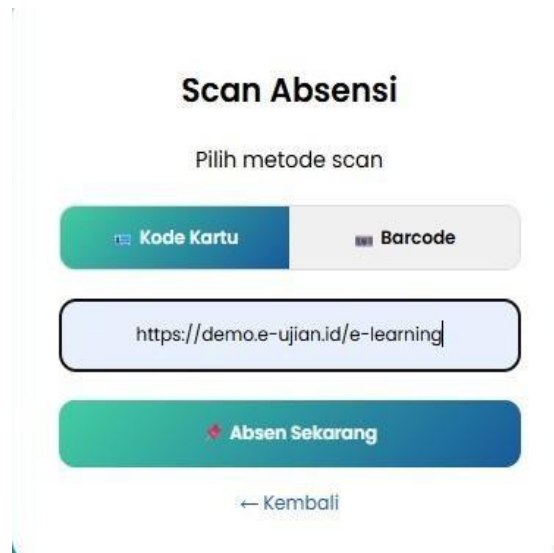 Scan Absensi
Pilih metode scan
Kode Kartu
Barcode
https://demo.e-ujian.id/e-learning
Absen Sekarang
← Kembali